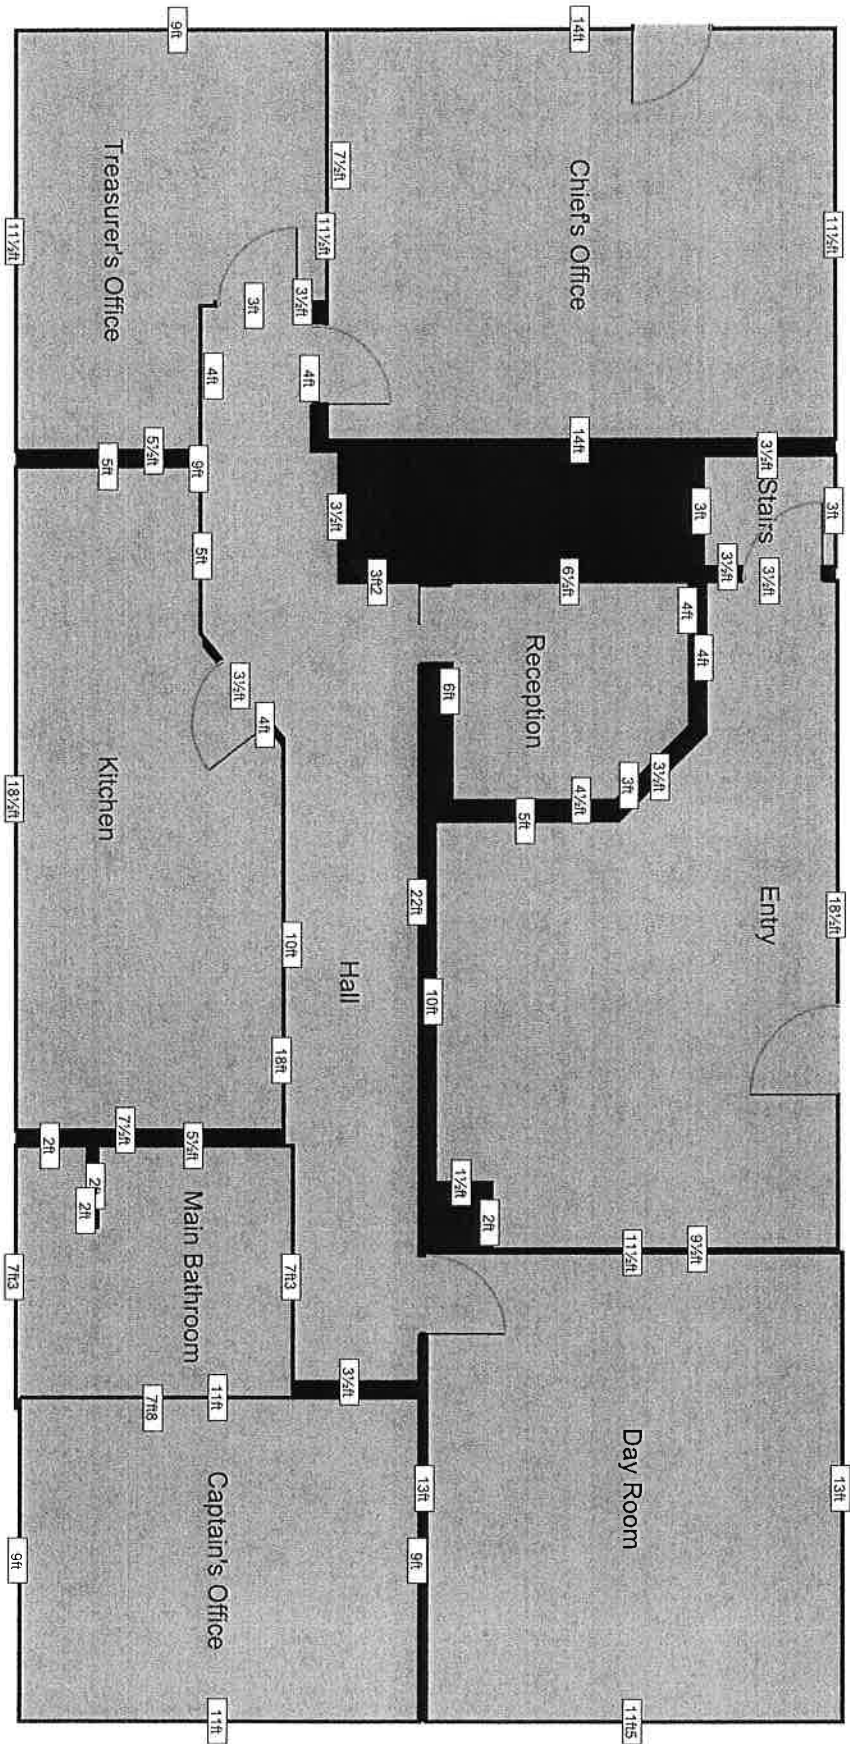 11½ft
3ft
18½ft
13ft
3½ft
Stairs
3½ft
Entry
3½ft
3ft
4ft
9½ft
4ft
3½ft
3ft
11½ft
Day Room
11ft5
14ft
Chief's Office
14ft
6½ft
4½ft
Reception
5ft
2ft
1½ft
6ft
10ft
13ft
22ft
9ft
3ft2
7½ft
3½ft
Hall
3½ft
11½ft
3½ft
4ft
10ft
7ft3
18ft
4ft
3ft
3½ft
4ft
11ft
Captain's Office
11ft
9ft
5ft
5½ft
Main Bathroom
9ft
5½ft
7ft8
7½ft
Treasurer's Office
5ft
Kitchen
2ft
2ft
11½ft
18½ft
7ft3
9ft